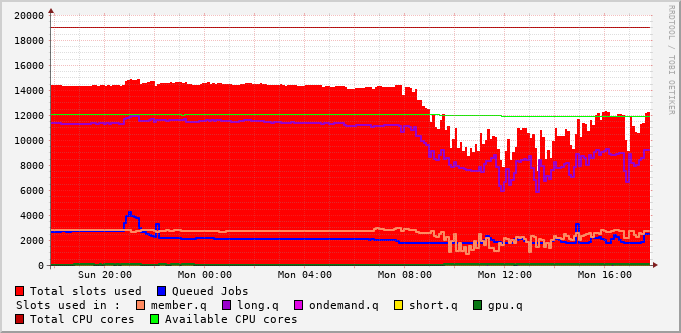 20000
18000
16000
14000
12000
10000
8000
6000
4000
2000
0
Sun 20:00 Mon 00:00 Mon 04:00 Mon 08:00 Mon 12:00 Mon 16:00
Total slots used Queued Jobs
Slots used in : member.q long.q ondemand.q short.q gpu.q
Total CPU cores Available CPU cores
RRDTOOL / TOBI OETIKER